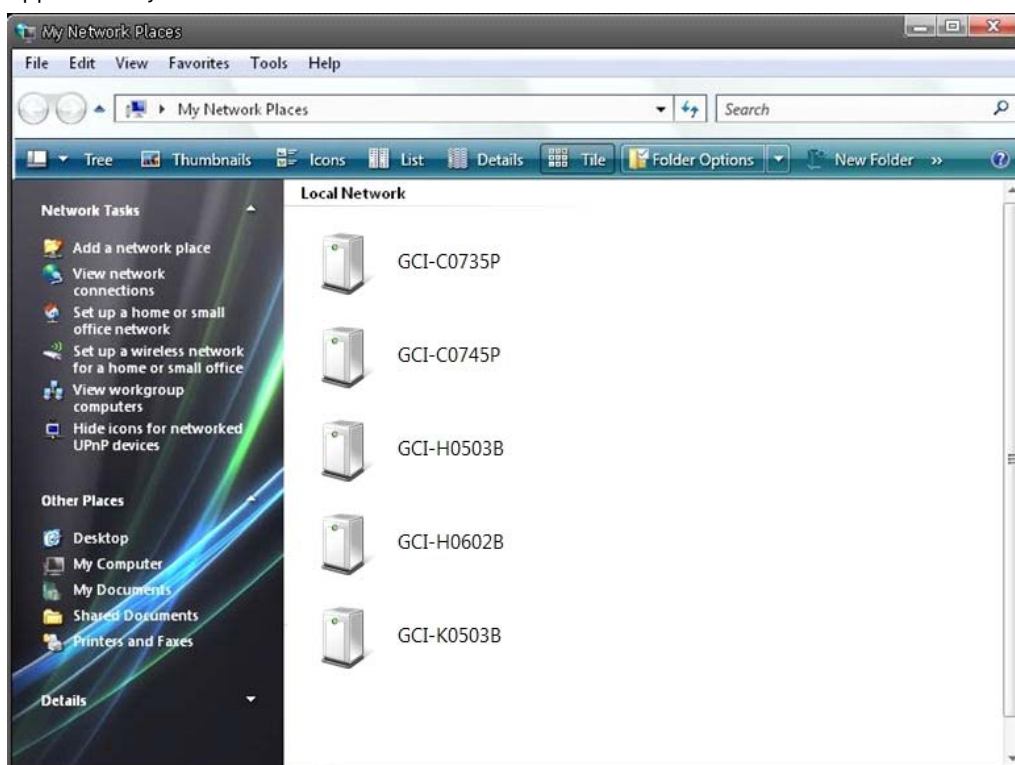 My Network Places
File Edit View Favorites Tools Help
My Network Places Search
Tree Thumbnails Icons List Details Tile Folder Options New Folder »
Network Tasks
Add a network place
View network
connections
Set up a home or small
office network
Set up a wireless network
for a home or small office
View workgroup
computers
Hide icons for networked
UPnP devices
Other Places
Desktop
My Computer
My Documents
Shared Documents
Printers and Faxes
Details
Local Network
GCI-C0735P
GCI-C0745P
GCI-H0503B
GCI-H0602B
GCI-K0503B